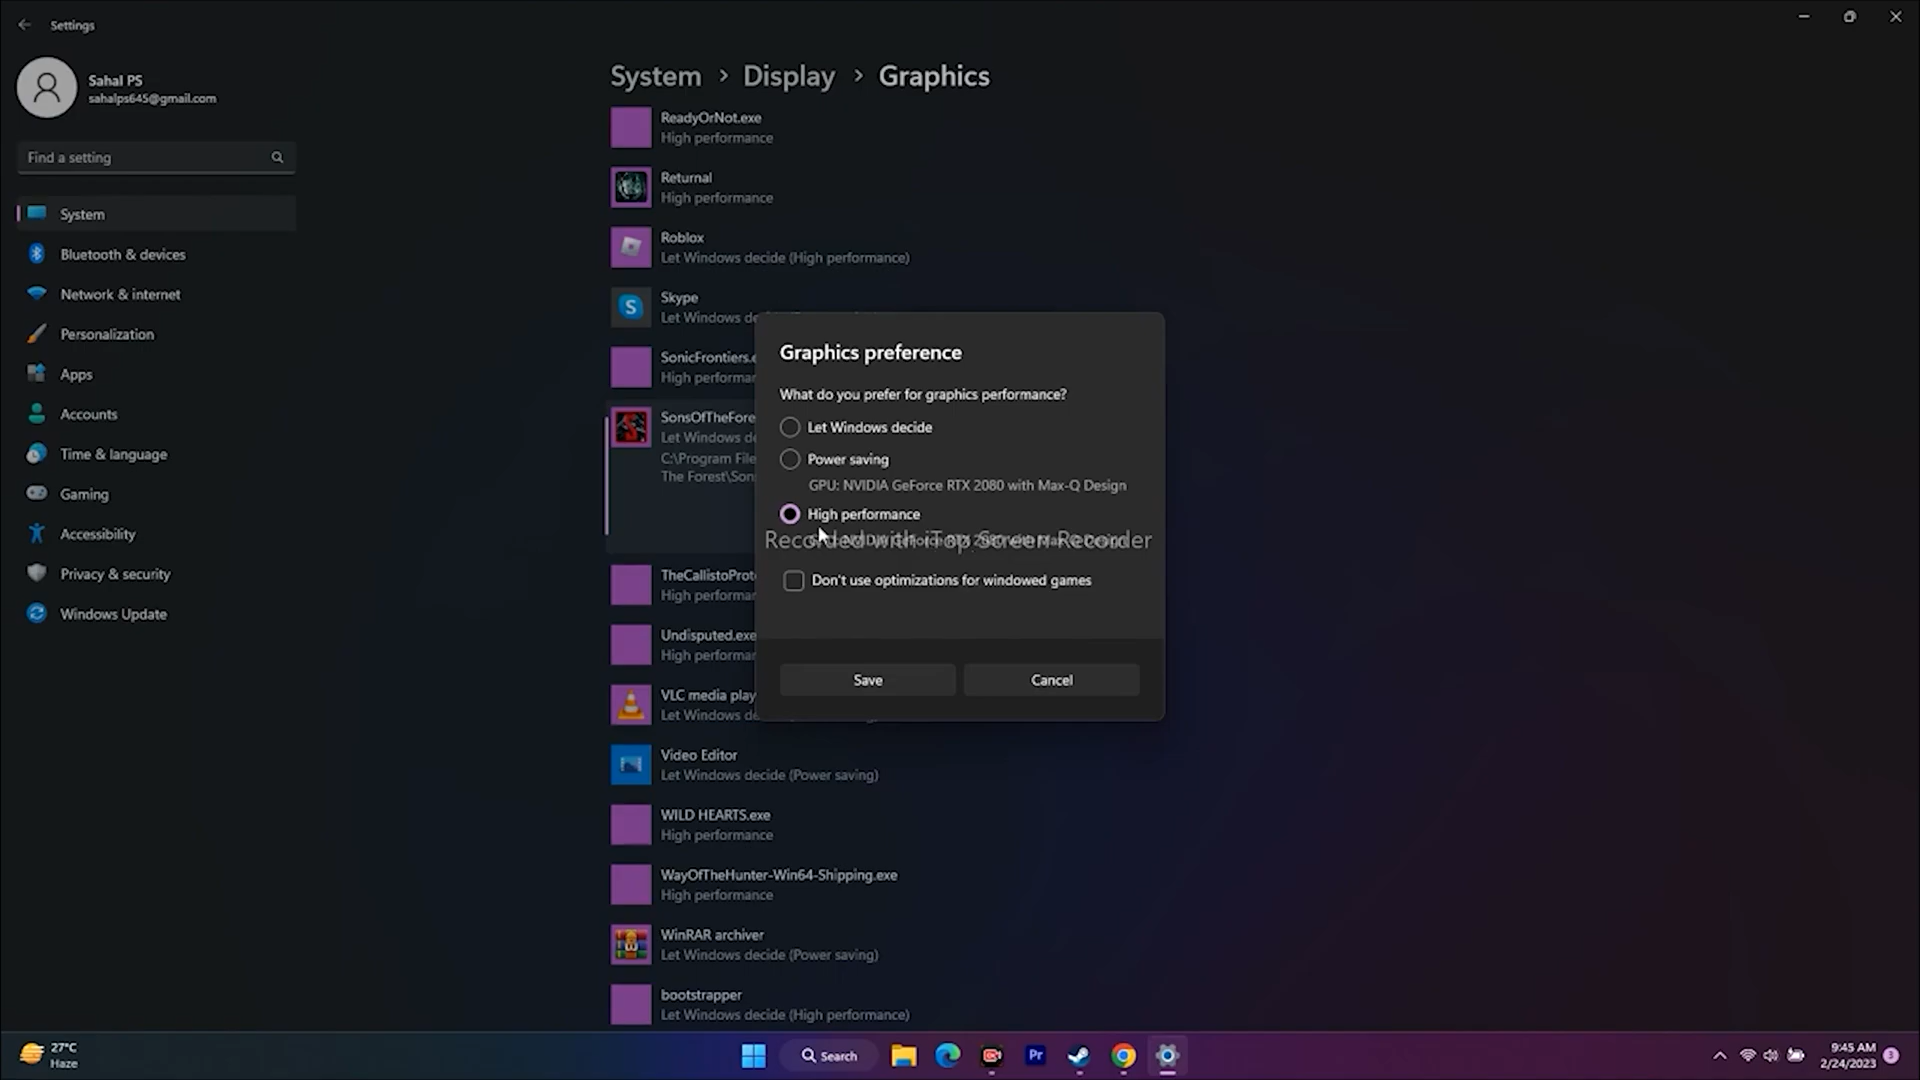 Settings
Sahal PS
sahalps645@gmail.com
Find a setting
System
Bluetooth & devices
Network & internet
Personalization
Apps
Accounts
Time & language
Gaming
Accessibility
Privacy & security
Windows Update
System > Display > Graphics
ReadyOrNot.exe
High performance
Returnal
High performance
Roblox
Let Windows decide (High performance)
Skype
Let Windows
SonicFrontiers.
High performan
SonsOfTheFore
Let Windows de
C:\Program File
The Forest\Sons
TheCallistoProto
High performan
Undisputed.exe
High performan
VLC media play
Let Windows de
Video Editor
Let Windows decide (Power saving)
WILD HEARTS.exe
High performance
WayOfTheHunter-Win64-Shipping.exe
High performance
WinRAR archiver
Let Windows decide (Power saving)
bootstrapper
Let Windows decide (High performance)
Graphics preference
What do you prefer for graphics performance?
Let Windows decide
Power saving
GPU: NVIDIA GeForce RTX 2080 with Max-Q Design
High performance
Recorded with iTop Screen Recorder
Don't use optimizations for windowed games
Save
Cancel
27°C
Haze
Search
Pr
9:45 AM
2/24/2023
3